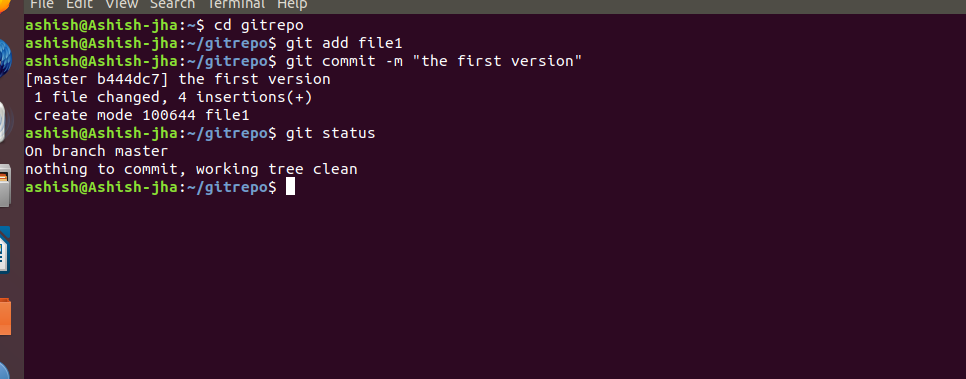 File Edit View Search Terminal Help
ashish@Ashish-jha:~$ cd gitrepo
ashish@Ashish-jha:~/gitrepo$ git add file1
ashish@Ashish-jha:~/gitrepo$ git commit -m "the first version"
[master b444dc7] the first version
 1 file changed, 4 insertions(+)
 create mode 100644 file1
ashish@Ashish-jha:~/gitrepo$ git status
On branch master
nothing to commit, working tree clean
ashish@Ashish-jha:~/gitrepo$